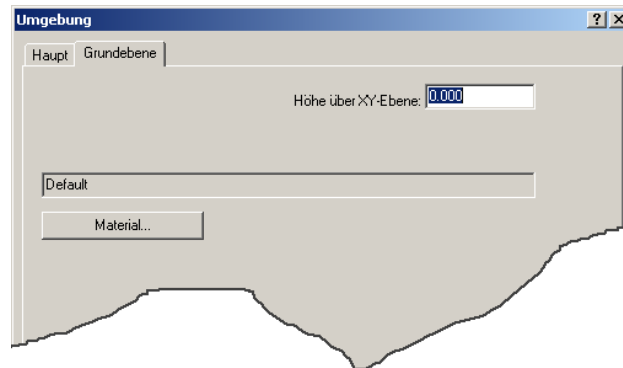 Umgebung
Haupt
Grundebene
Höhe über XY-Ebene: 0.000
Default
Material...